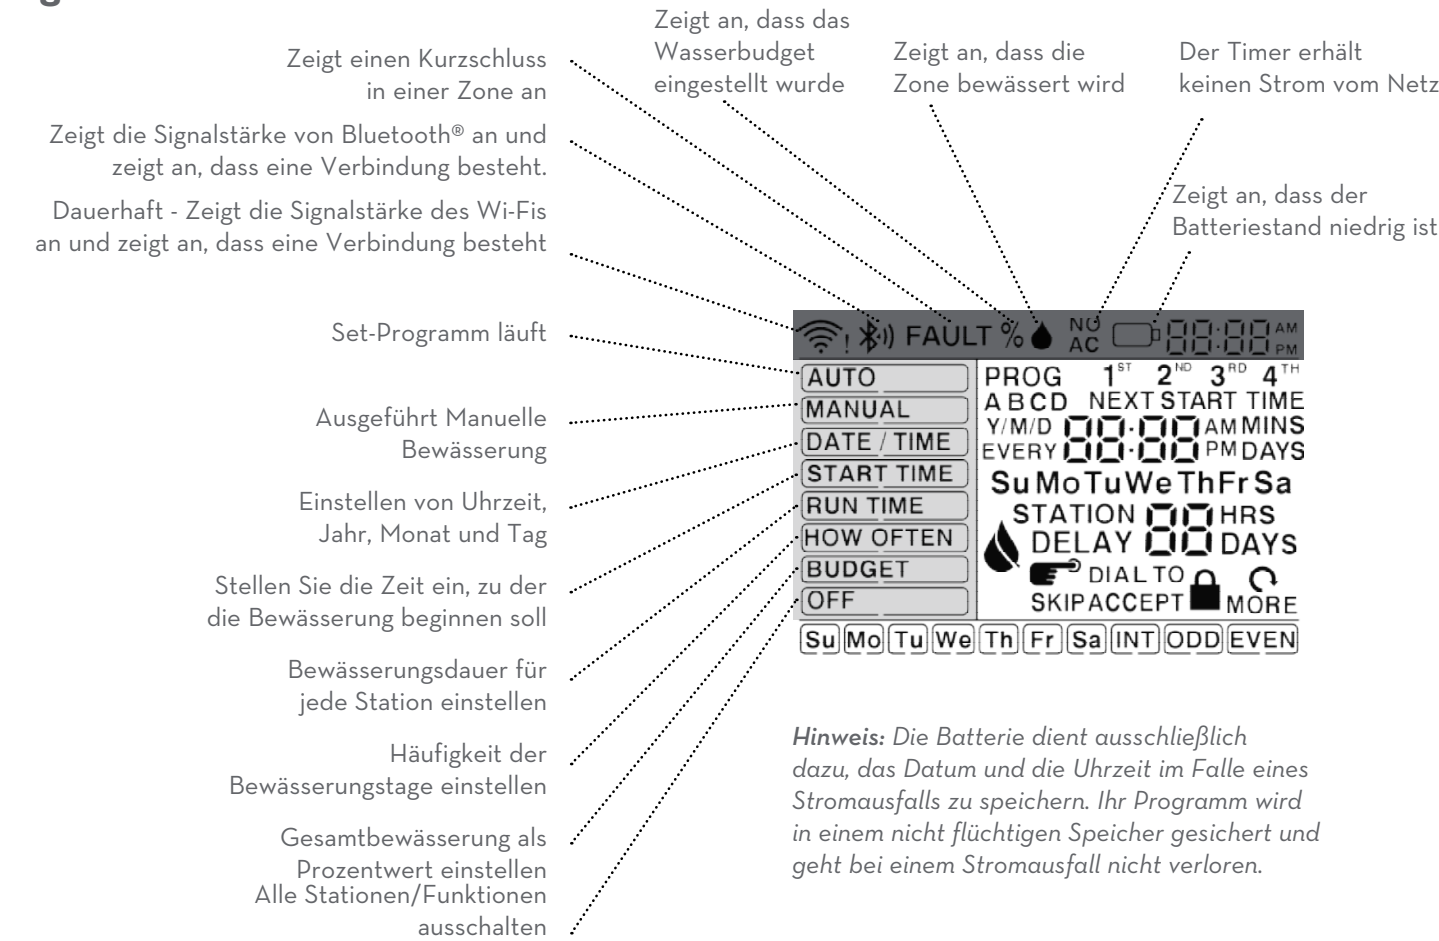 g
Zeigt an, dass das
Wasserbudget
eingestellt wurde
Zeigt an, dass die
Zone bewässert wird
Der Timer erhält
keinen Strom vom Netz
Zeigt einen Kurzschluss
in einer Zone an
Zeigt die Signalstärke von Bluetooth® an und
zeigt an, dass eine Verbindung besteht.
Dauerhaft - Zeigt die Signalstärke des Wi-Fis
an und zeigt an, dass eine Verbindung besteht
Zeigt an, dass der
Batteriestand niedrig ist
Set-Programm läuft
Ausgeführt Manuelle
Bewässerung
Einstellen von Uhrzeit,
Jahr, Monat und Tag
Stellen Sie die Zeit ein, zu der
die Bewässerung beginnen soll
Bewässerungsdauer für
jede Station einstellen
Häufigkeit der
Bewässerungstage einstellen
Gesamtbewässerung als
Prozentwert einstellen
Alle Stationen/Funktionen
ausschalten
! FAULT % NO AC 88:88 AM PM
AUTO
MANUAL
DATE / TIME
START TIME
RUN TIME
HOW OFTEN
BUDGET
OFF
PROG 1ST 2ND 3RD 4TH
A B C D NEXT START TIME
Y/M/D 88:88 AM MINS
EVERY PM DAYS
Su Mo Tu We Th Fr Sa
STATION 88 HRS
DELAY DAYS
DIAL TO
SKIP ACCEPT MORE
Su Mo Tu We Th Fr Sa INT ODD EVEN
Hinweis: Die Batterie dient ausschließlich
dazu, das Datum und die Uhrzeit im Falle eines
Stromausfalls zu speichern. Ihr Programm wird
in einem nicht flüchtigen Speicher gesichert und
geht bei einem Stromausfall nicht verloren.